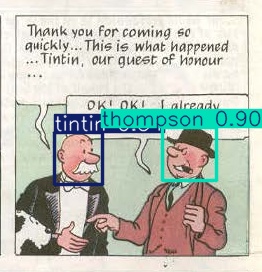 Thank you for coming so
quickly... This is what happened
...Tintin, our guest of honour
...
OK! OK! I already
tintin
thompson 0.90